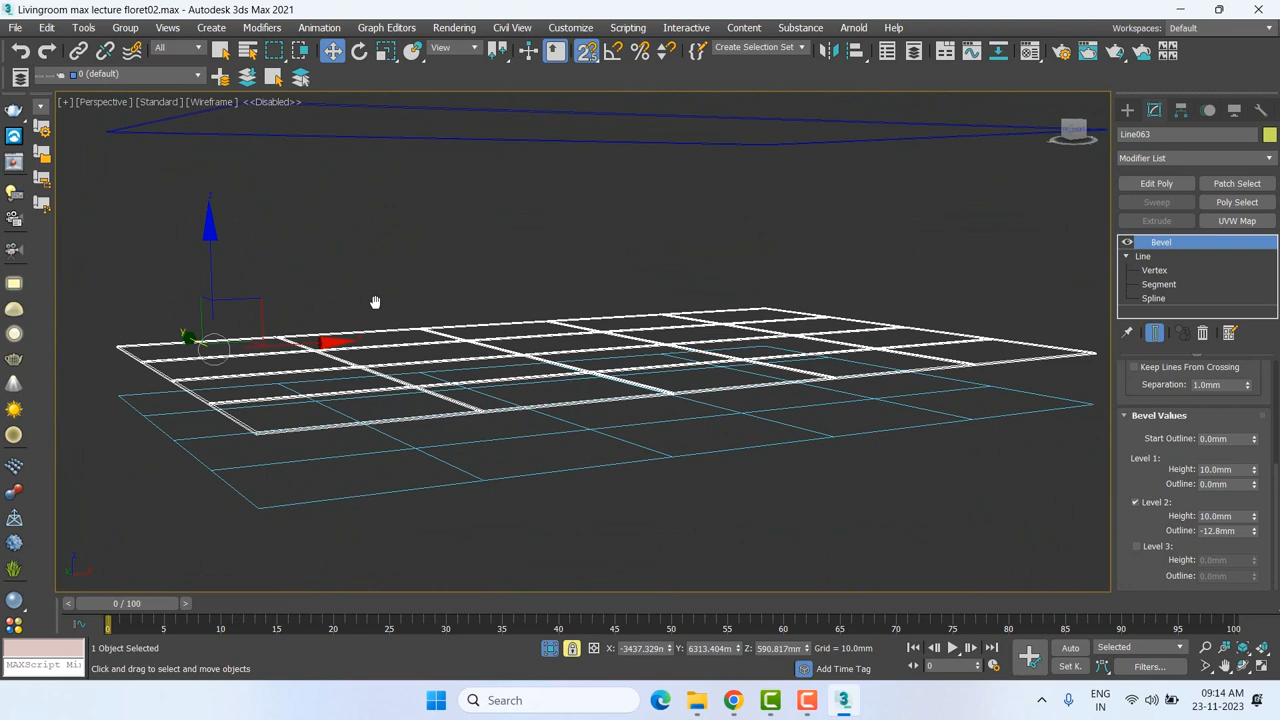 Livingroom max lecture floret02.max - Autodesk 3ds Max 2021
File Edit Tools Group Views Create Modifiers Animation Graph Editors Rendering Civil View Customize Scripting Interactive Content Substance Arnold Help
Workspaces: Default
All View Create Selection Set
0 (default)
[+] [Perspective] [Standard] [Wireframe] <<Disabled>>
Line063
Modifier List
Edit Poly Patch Select
Sweep Poly Select
Extrude UVW Map
Bevel
Line
Vertex
Segment
Spline
Keep Lines From Crossing
Separation: 1.0mm
Bevel Values
Start Outline: 0.0mm
Level 1:
Height: 10.0mm
Outline: 0.0mm
Level 2:
Height: 10.0mm
Outline: -12.8mm
Level 3:
Height: 0.0mm
Outline: 0.0mm
z
y
0 / 100
0 5 10 15 20 25 30 35 40 45 50 55 60 65 70 75 80 85 90 95 100
1 Object Selected
X: -3437.329m Y: 6313.404m Z: 590.817mm Grid = 10.0mm
Auto Selected
MAXScript Mi
Click and drag to select and move objects
Add Time Tag
0
Set K. Filters...
Search
ENG
IN
09:14 AM
23-11-2023